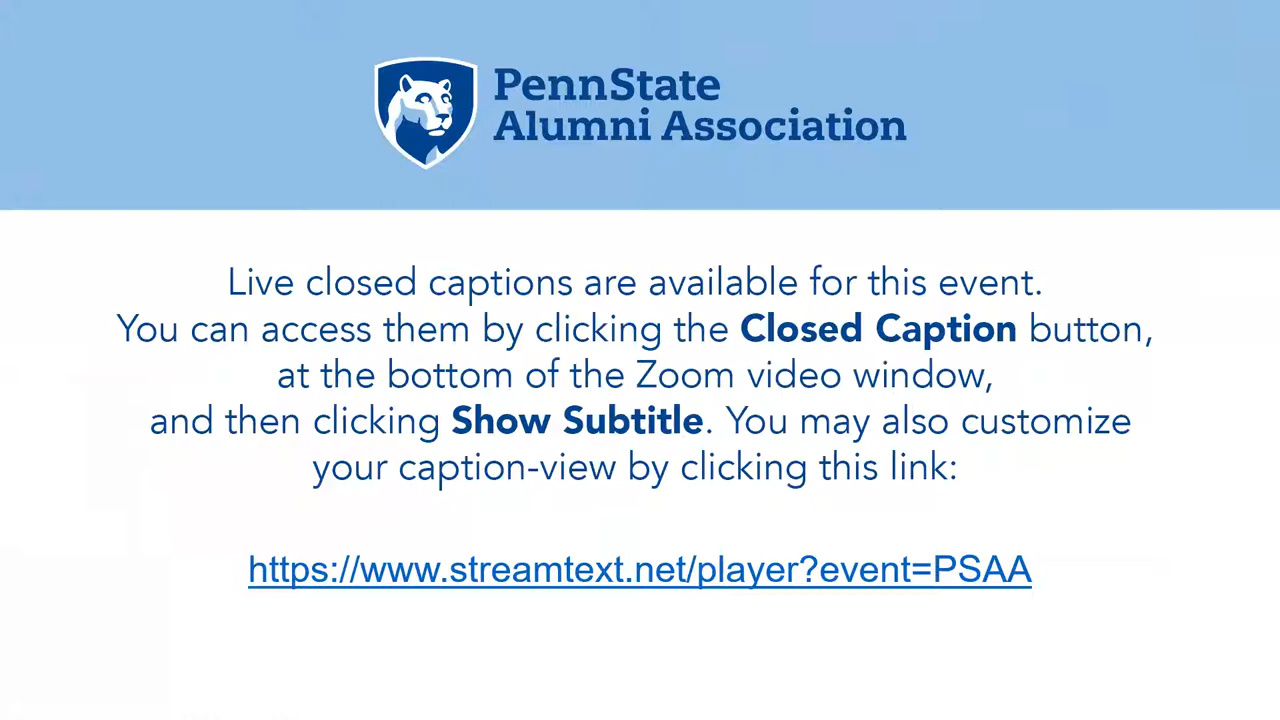 PennState
Alumni Association
Live closed captions are available for this event.
You can access them by clicking the Closed Caption button,
at the bottom of the Zoom video window,
and then clicking Show Subtitle. You may also customize
your caption-view by clicking this link:
https://www.streamtext.net/player?event=PSAA